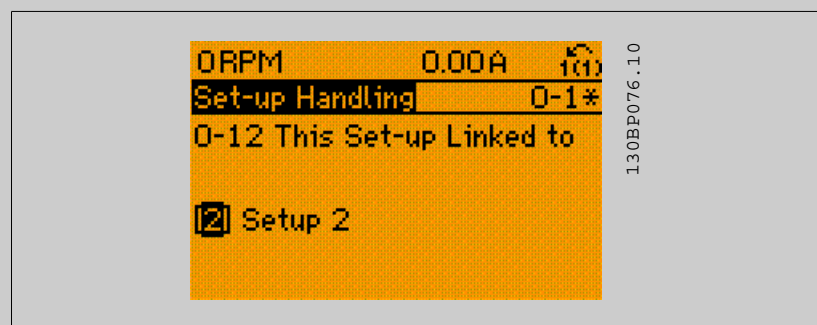 0RPM 0.00A 1(1)
Set-up Handling 0-1*
0-12 This Set-up Linked to
[2] Setup 2
130BP076.10